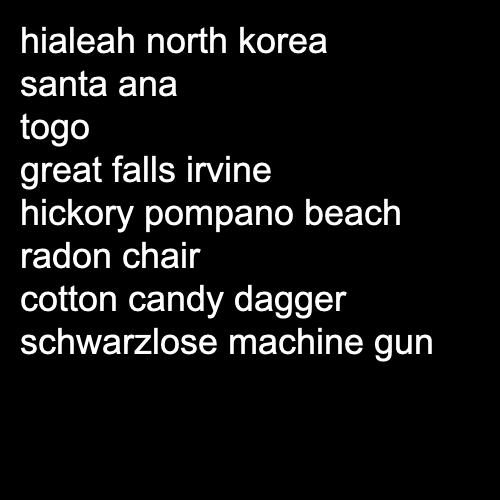 hialeah north korea
santa ana
togo
great falls irvine
hickory pompano beach
radon chair
cotton candy dagger
schwarzlose machine gun